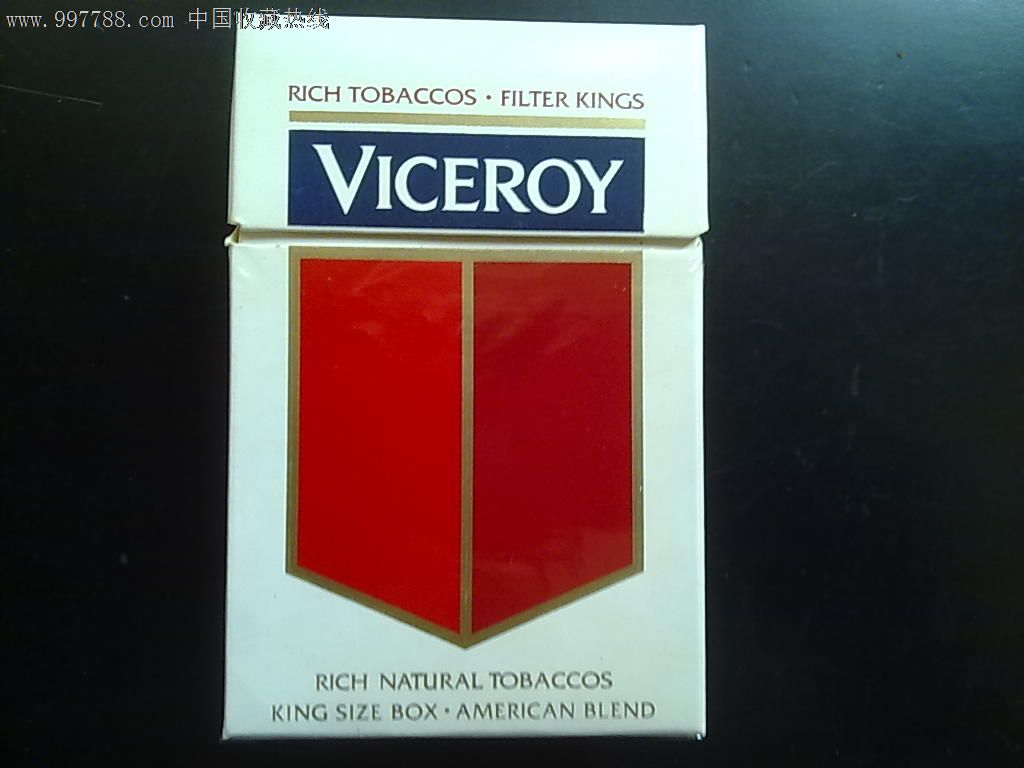 www.997788.com 中国收藏热线
RICH TOBACCOS · FILTER KINGS
VICEROY
RICH NATURAL TOBACCOS
KING SIZE BOX · AMERICAN BLEND